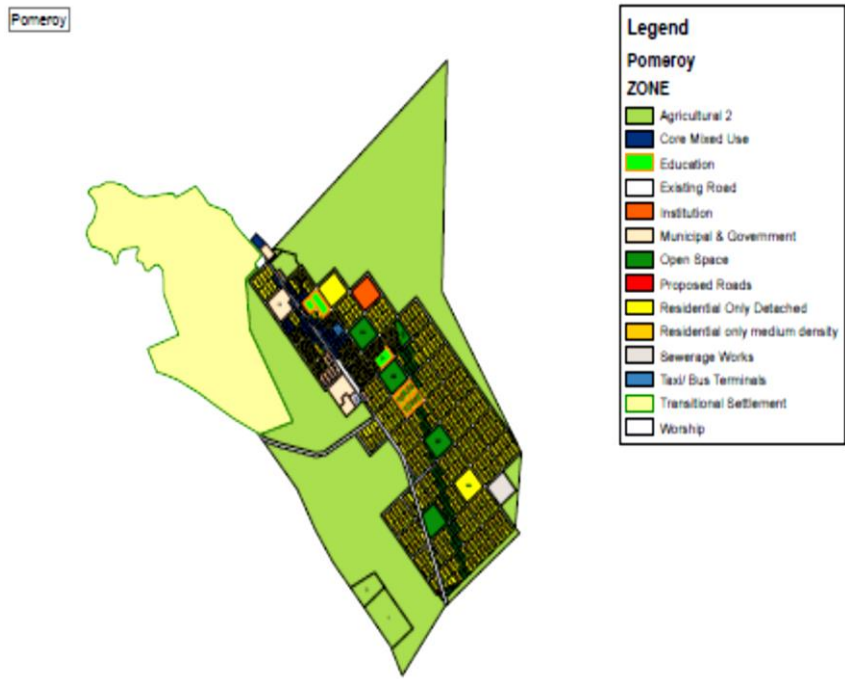 Pomeroy
Legend
Pomeroy
ZONE
Agricultural 2
Core Mixed Use
Education
Existing Road
Institution
Municipal & Government
Open Space
Proposed Roads
Residential Only Detached
Residential only medium density
Sewerage Works
Taxi/ Bus Terminals
Transitional Settlement
Worship